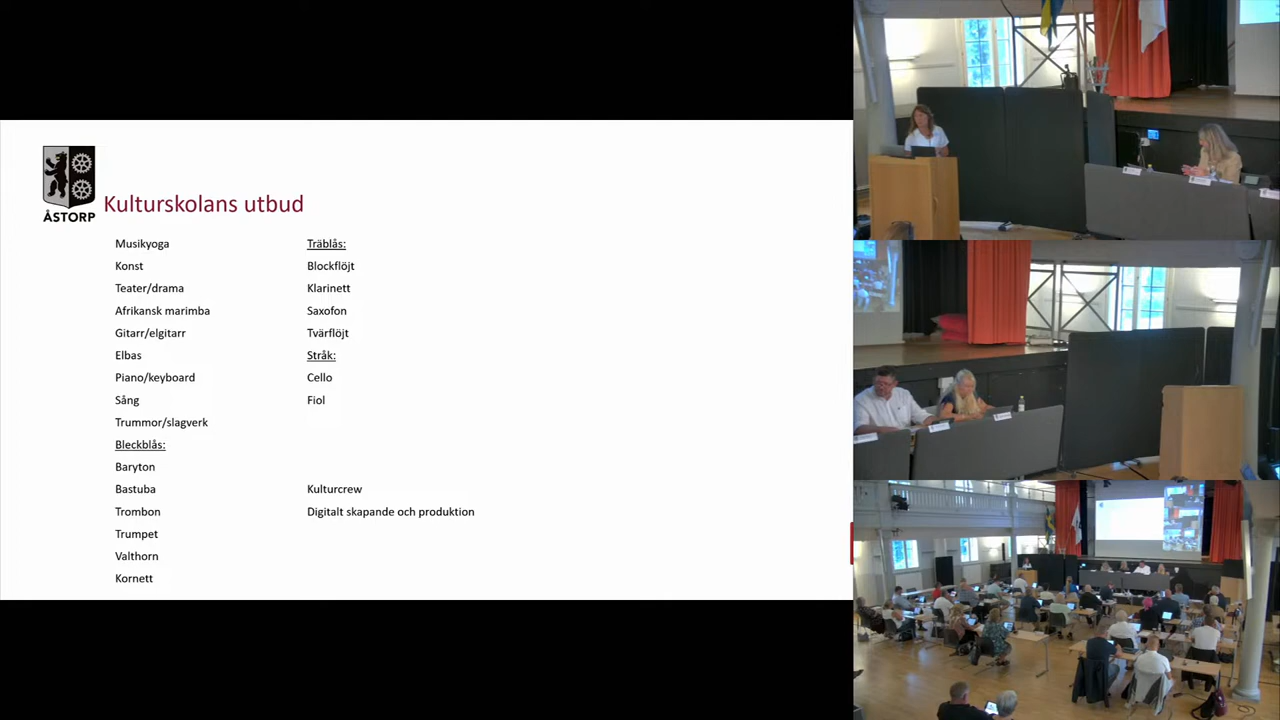 ÅSTORP
Kulturskolans utbud
Musikyoga
Konst
Teater/drama
Afrikansk marimba
Gitarr/elgitarr
Elbas
Piano/keyboard
Sång
Trummor/slagverk
Bleckblås:
Baryton
Bastuba
Trombon
Trumpet
Valthorn
Kornett
Träblås:
Blockflöjt
Klarinett
Saxofon
Tvärflöjt
Stråk:
Cello
Fiol
Kulturcrew
Digitalt skapande och produktion